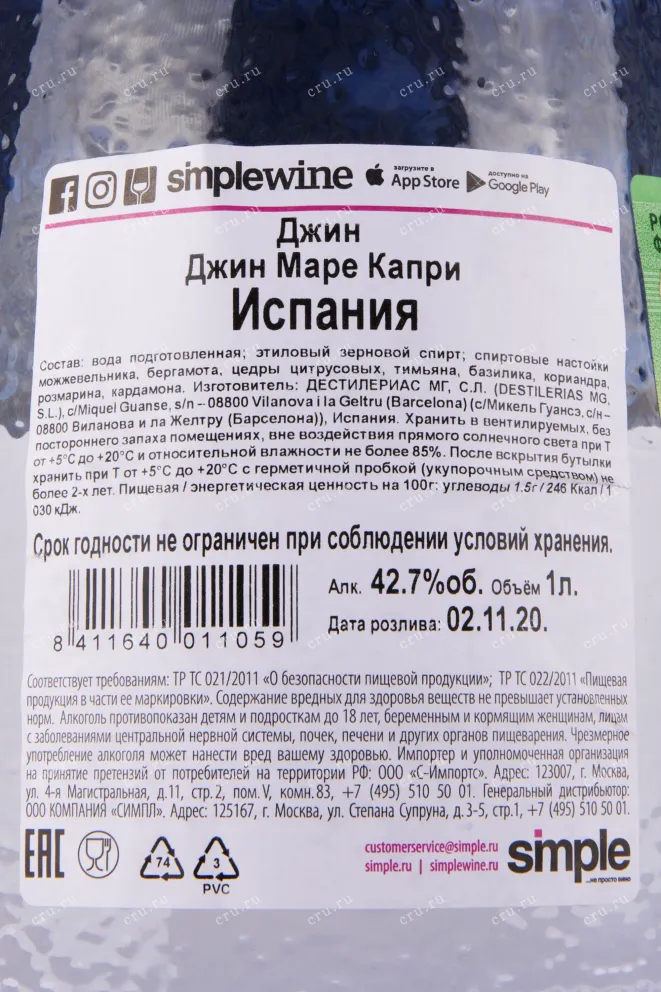 simplewine
загрузите в
App Store
доступно на
Google Play
Джин
Джин Маре Капри
Испания
Состав: вода подготовленная; этиловый зерновой спирт; спиртовые настойки
можжевельника, бергамота, цедры цитрусовых, тимьяна, базилика, кориандра,
розмарина, кардамона. Изготовитель: ДЕСТИЛЕРИАС МГ, С.Л. (DESTILERIAS MG,
S.L.), c/Miquel Guanse, s/n – 08800 Vilanova i la Geltru (Barcelona) (с/Микель Гуансэ, с/н–
08800 Виланова и ла Желтру (Барселона)), Испания. Хранить в вентилируемых, без
постороннего запаха помещениях, вне воздействия прямого солнечного света при Т
от +5°С до +20°С и относительной влажности не более 85%. После вскрытия бутылки
хранить при Т от +5°С до +20°С с герметичной пробкой (укупорочным средством) не
более 2-х лет. Пищевая / энергетическая ценность на 100г: углеводы 1.5г / 246 Ккал / 1
030 кДж.
Срок годности не ограничен при соблюдении условий хранения.
Алк. 42.7%об. Объём 1л.
Дата розлива: 02.11.20.
8 411640 011059
Соответствует требованиям: ТР ТС 021/2011 «О безопасности пищевой продукции»; ТР ТС 022/2011 «Пищевая
продукция в части ее маркировки». Содержание вредных для здоровья веществ не превышает установленных
норм. Алкоголь противопоказан детям и подросткам до 18 лет, беременным и кормящим женщинам, лицам
с заболеваниями центральной нервной системы, почек, печени и других органов пищеварения. Чрезмерное
употребление алкоголя может нанести вред вашему здоровью. Импортер и уполномоченная организация
на принятие претензий от потребителей на территории РФ: ООО «С-Импортс». Адрес: 123007, г. Москва,
ул. 4-я Магистральная, д.11, стр.2, пом.V, комн.83, +7 (495) 510 50 01. Генеральный дистрибьютор:
ООО КОМПАНИЯ «СИМПЛ». Адрес: 125167, г. Москва, ул. Степана Супруна, д.3-5, стр.1, +7 (495) 510 50 01.
EAC
74
3
PVC
customerservice@simple.ru
simple.ru | simplewine.ru
simple
...не просто вино
cru.ru